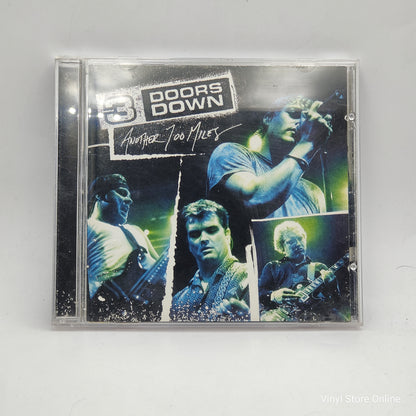 3 DOORS
DOWN
ANOTHER 700 MILES
Vinyl Store Online